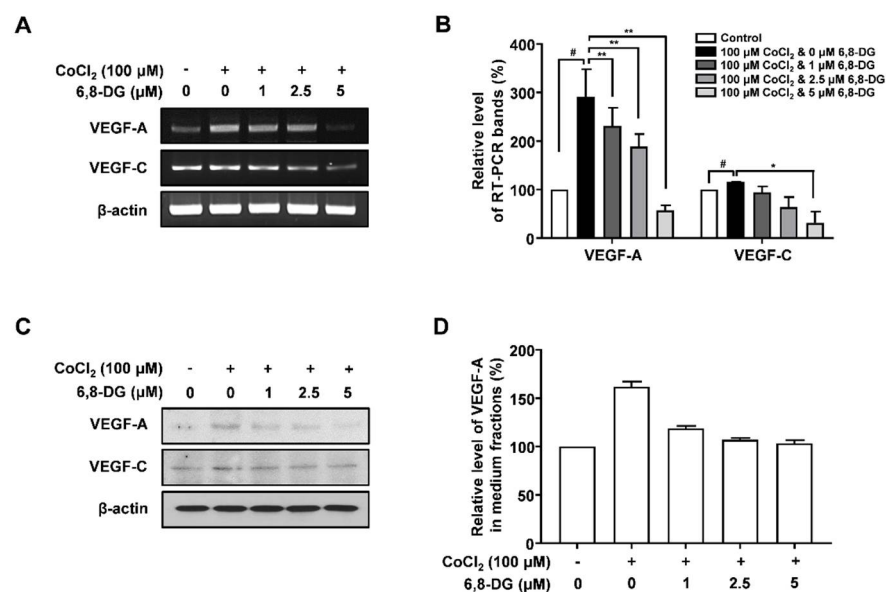 A
CoCl₂ (100 μM) - + + + +
6,8-DG (μM) 0 0 1 2.5 5
VEGF-A
VEGF-C
β-actin
B
Relative level
of RT-PCR bands (%)
400
300
200
100
0
# ** ** **
# *
VEGF-A VEGF-C
Control
100 μM CoCl₂ & 0 μM 6,8-DG
100 μM CoCl₂ & 1 μM 6,8-DG
100 μM CoCl₂ & 2.5 μM 6,8-DG
100 μM CoCl₂ & 5 μM 6,8-DG
C
CoCl₂ (100 μM) - + + + +
6,8-DG (μM) 0 0 1 2.5 5
VEGF-A
VEGF-C
β-actin
D
Relative level of VEGF-A
in medium fractions (%)
200
150
100
50
0
CoCl₂ (100 μM) - + + + +
6,8-DG (μM) 0 0 1 2.5 5